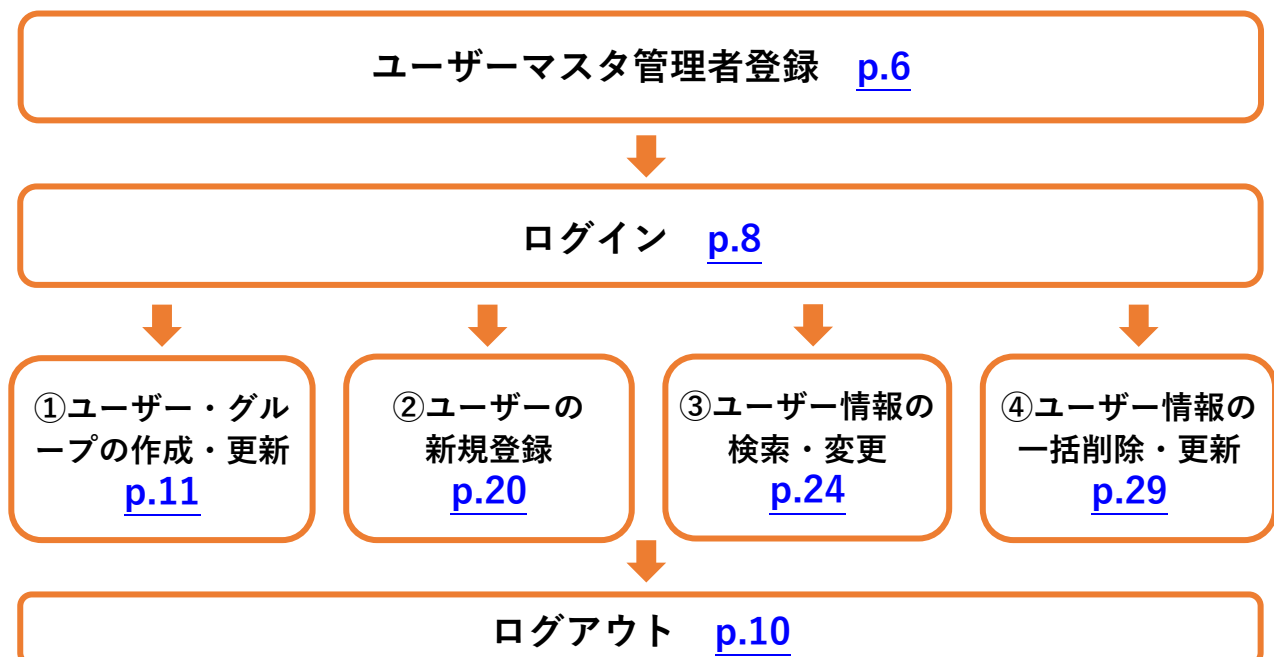 ユーザーマスタ管理者登録 p.6
ログイン p.8
①ユーザー・グル
ープの作成・更新
p.11
②ユーザーの
新規登録
p.20
③ユーザー情報の
検索・変更
p.24
④ユーザー情報の
一括削除・更新
p.29
ログアウト p.10